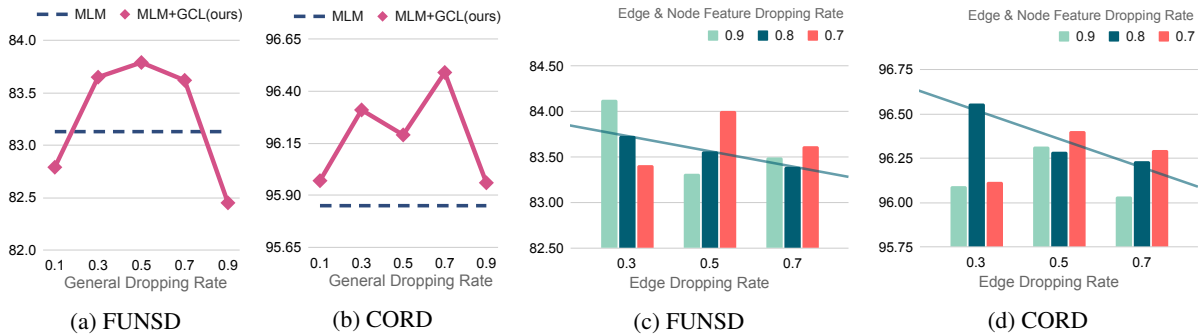 MLM MLM+GCL(ours)
84.0
83.5
83.0
82.5
82.0
0.1 0.3 0.5 0.7 0.9
General Dropping Rate
(a) FUNSD
MLM MLM+GCL(ours)
96.65
96.40
96.15
95.90
95.65
0.1 0.3 0.5 0.7 0.9
General Dropping Rate
(b) CORD
Edge & Node Feature Dropping Rate
0.9 0.8 0.7
84.50
84.00
83.50
83.00
82.50
0.3 0.5 0.7
Edge Dropping Rate
(c) FUNSD
Edge & Node Feature Dropping Rate
0.9 0.8 0.7
96.75
96.50
96.25
96.00
95.75
0.3 0.5 0.7
Edge Dropping Rate
(d) CORD